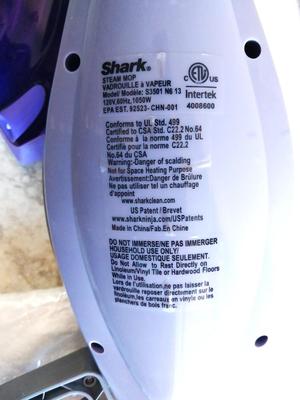 Shark®
STEAM MOP
VADROUILLE à VAPEUR
Model/ Modèle: S3501 N6 13
120V,60Hz,1050W
EPA EST. 92523- CHN-001
c ETL US
Intertek
4008600
Conforms to UL Std. 499
Certified to CSA Std. C22.2 No.64
Conforme à la norme 499 du UL
Certifié pour la norme C22.2
No.64 du CSA
Warning:-Danger of scalding
Not for Space Heating Purpose
Avertissement:Danger de Brûlure
Ne pas utiliser tel un chauffage
d'appoint
www.sharkclean.com
US Patent / Brevet
www.sharkninja.com/USPatents
Made in China/Fab.En Chine
DO NOT IMMERSE/NE PAS IMMERGER
HOUSEHOLD USE ONLY/
USAGE DOMESTIQUE SEULEMENT.
Do Not Allow to Rest Directly on
Linoleum/Vinyl Tile or Hardwood Floors
While in Use.
Lors de l'utilisation,ne pas laisser la
vadrouille reposer directement sur le
linoléum,les carreaux en vinyle ou les
planchers de bois franc.